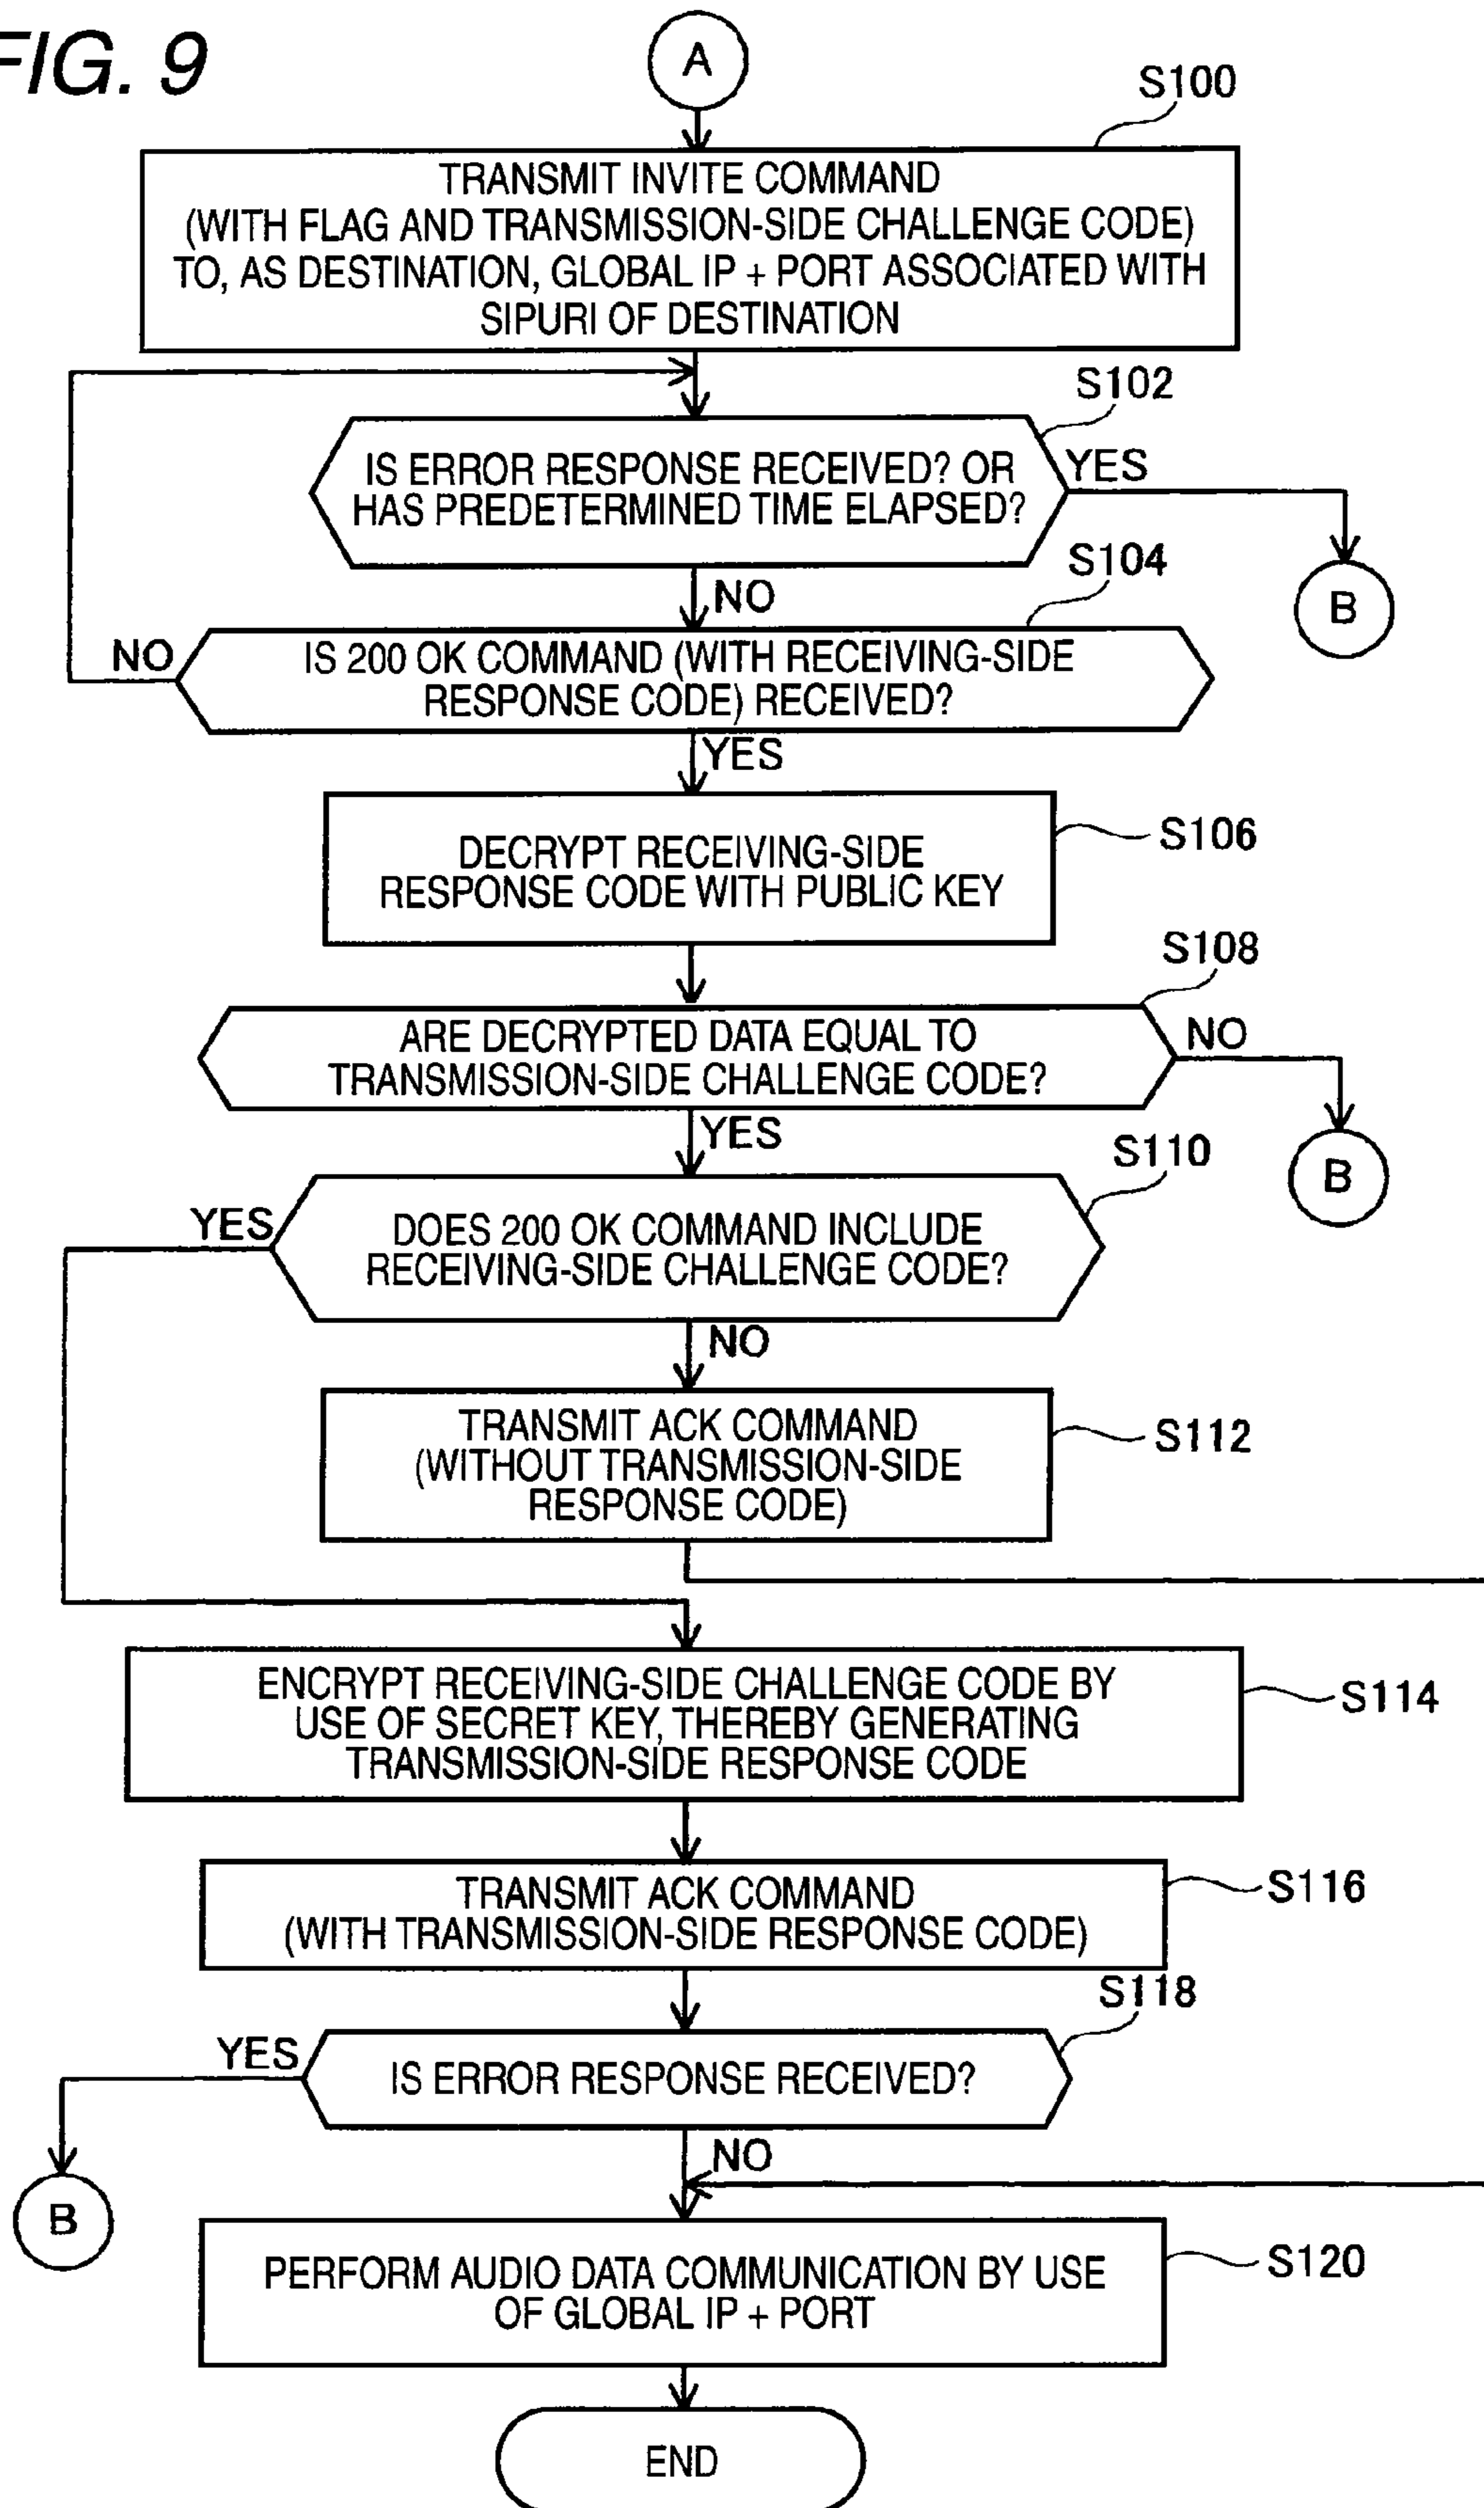 FIG. 9
A
S100
TRANSMIT INVITE COMMAND
(WITH FLAG AND TRANSMISSION-SIDE CHALLENGE CODE)
TO, AS DESTINATION, GLOBAL IP + PORT ASSOCIATED WITH
SIPURI OF DESTINATION
S102
IS ERROR RESPONSE RECEIVED? OR
HAS PREDETERMINED TIME ELAPSED?
YES
B
NO
S104
IS 200 OK COMMAND (WITH RECEIVING-SIDE
RESPONSE CODE) RECEIVED?
NO
YES
DECRYPT RECEIVING-SIDE
RESPONSE CODE WITH PUBLIC KEY
S106
S108
ARE DECRYPTED DATA EQUAL TO
TRANSMISSION-SIDE CHALLENGE CODE?
NO
B
YES
S110
DOES 200 OK COMMAND INCLUDE
RECEIVING-SIDE CHALLENGE CODE?
YES
NO
TRANSMIT ACK COMMAND
(WITHOUT TRANSMISSION-SIDE
RESPONSE CODE)
S112
ENCRYPT RECEIVING-SIDE CHALLENGE CODE BY
USE OF SECRET KEY, THEREBY GENERATING
TRANSMISSION-SIDE RESPONSE CODE
S114
TRANSMIT ACK COMMAND
(WITH TRANSMISSION-SIDE RESPONSE CODE)
S116
S118
IS ERROR RESPONSE RECEIVED?
YES
B
NO
PERFORM AUDIO DATA COMMUNICATION BY USE
OF GLOBAL IP + PORT
S120
END